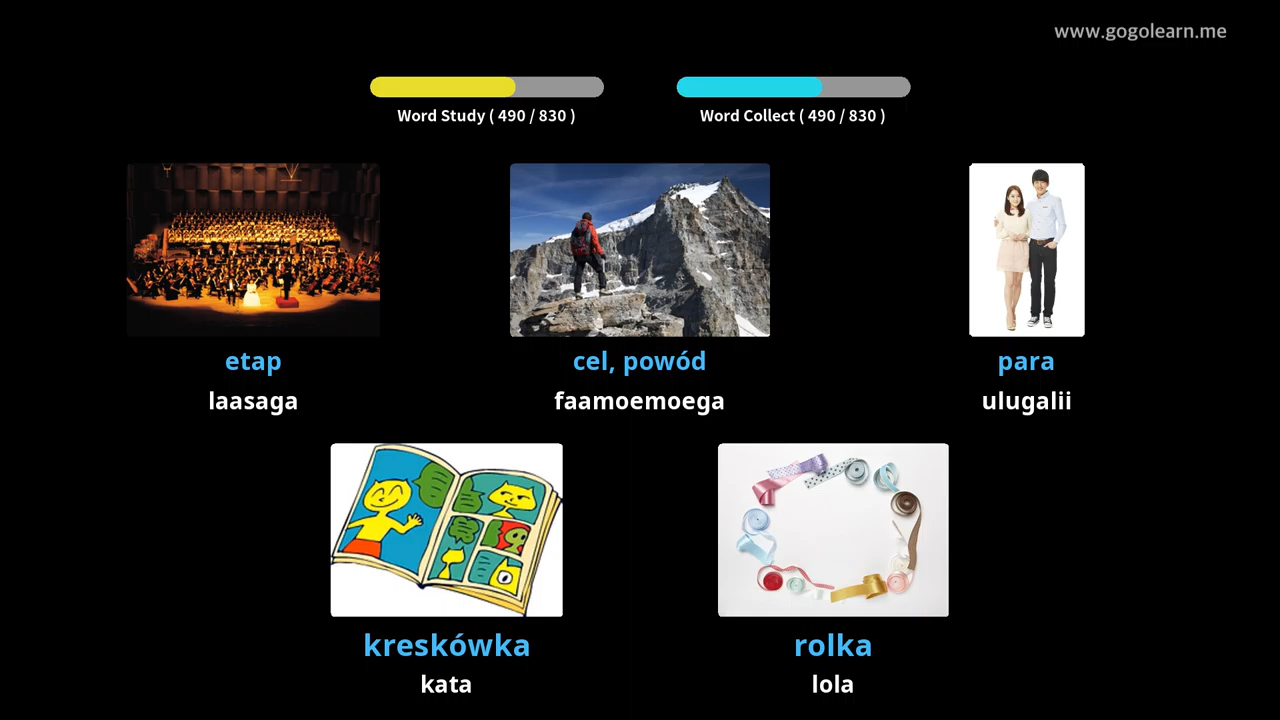 www.gogolearn.me
Word Study ( 490 / 830 )
Word Collect ( 490 / 830 )
etap
laasaga
cel, powód
faamoemoega
para
ulugalii
kreskówka
kata
rolka
lola